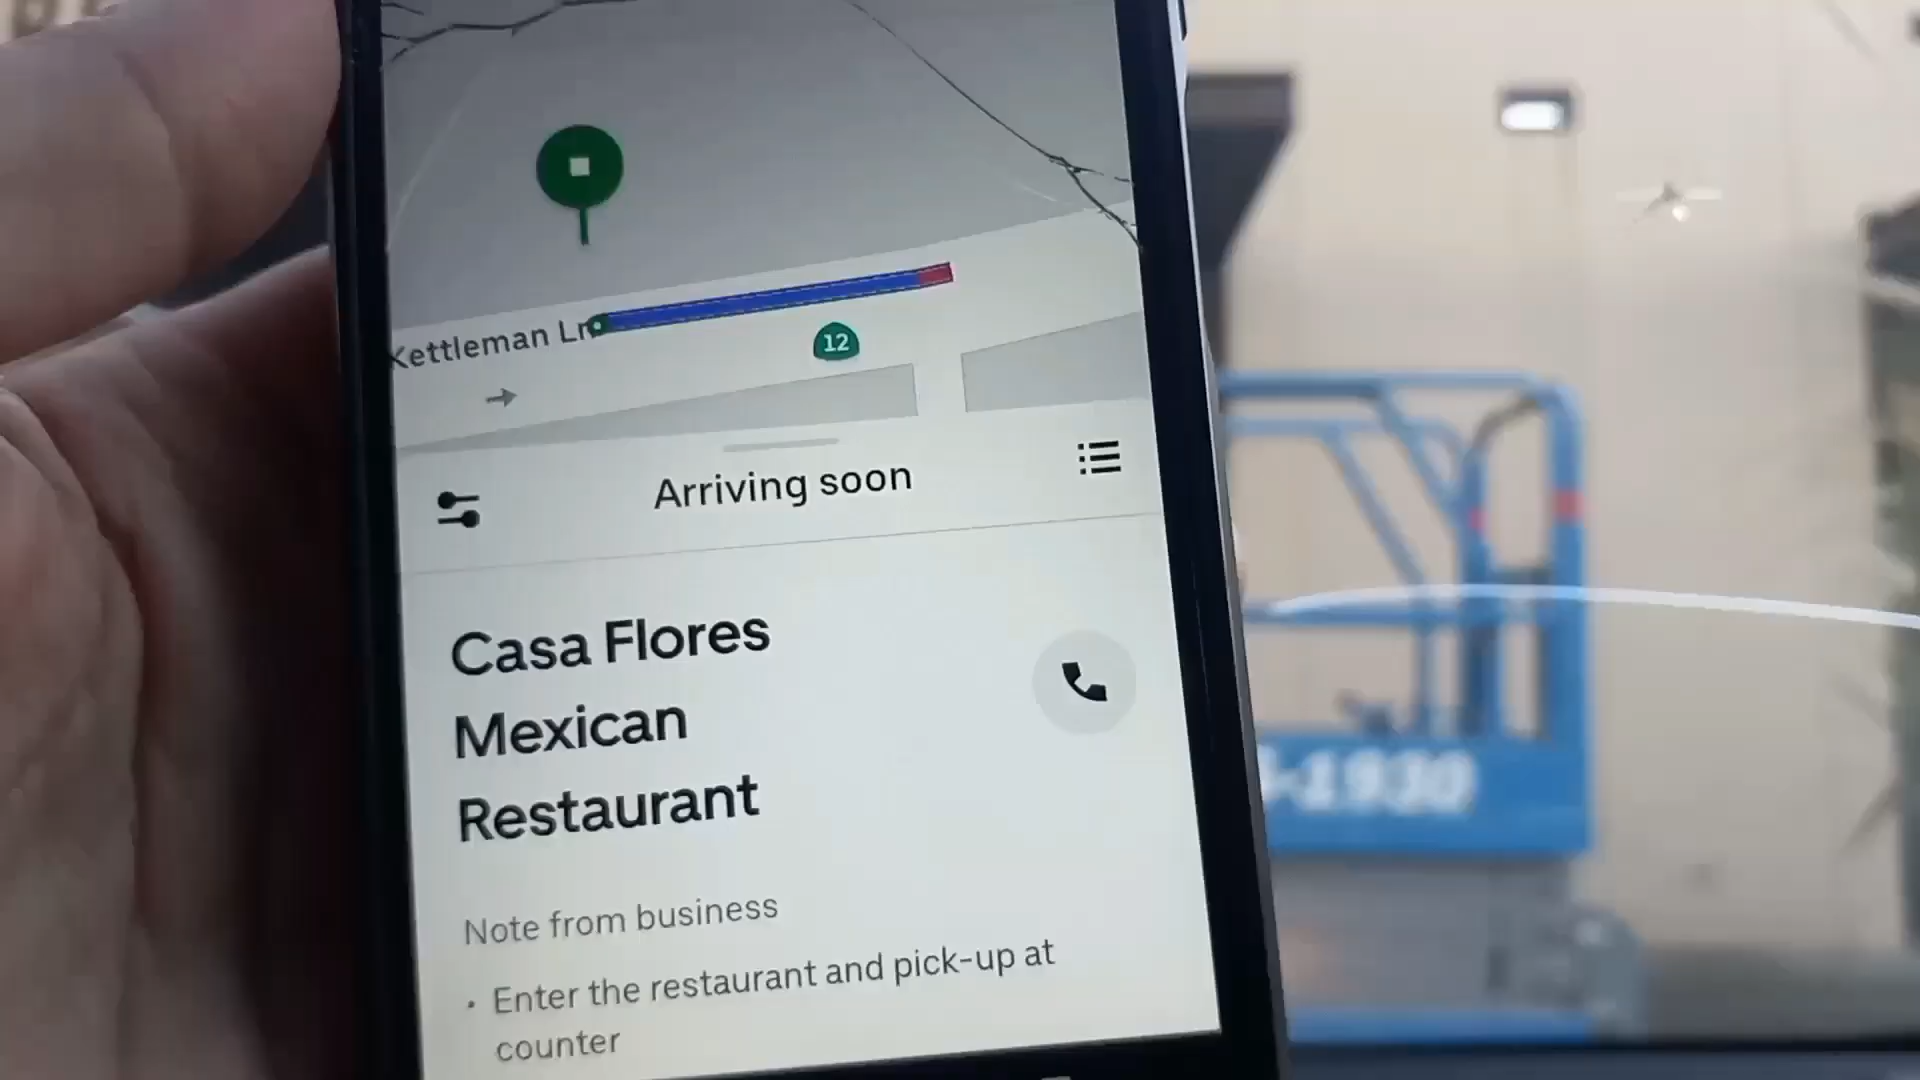 Kettleman Ln
12
Arriving soon
Casa Flores
Mexican
Restaurant
Note from business
• Enter the restaurant and pick-up at
counter
-1930